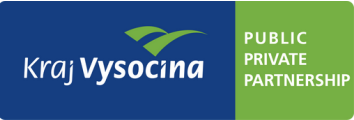 Kraj Vysocina
PUBLIC
PRIVATE
PARTNERSHIP